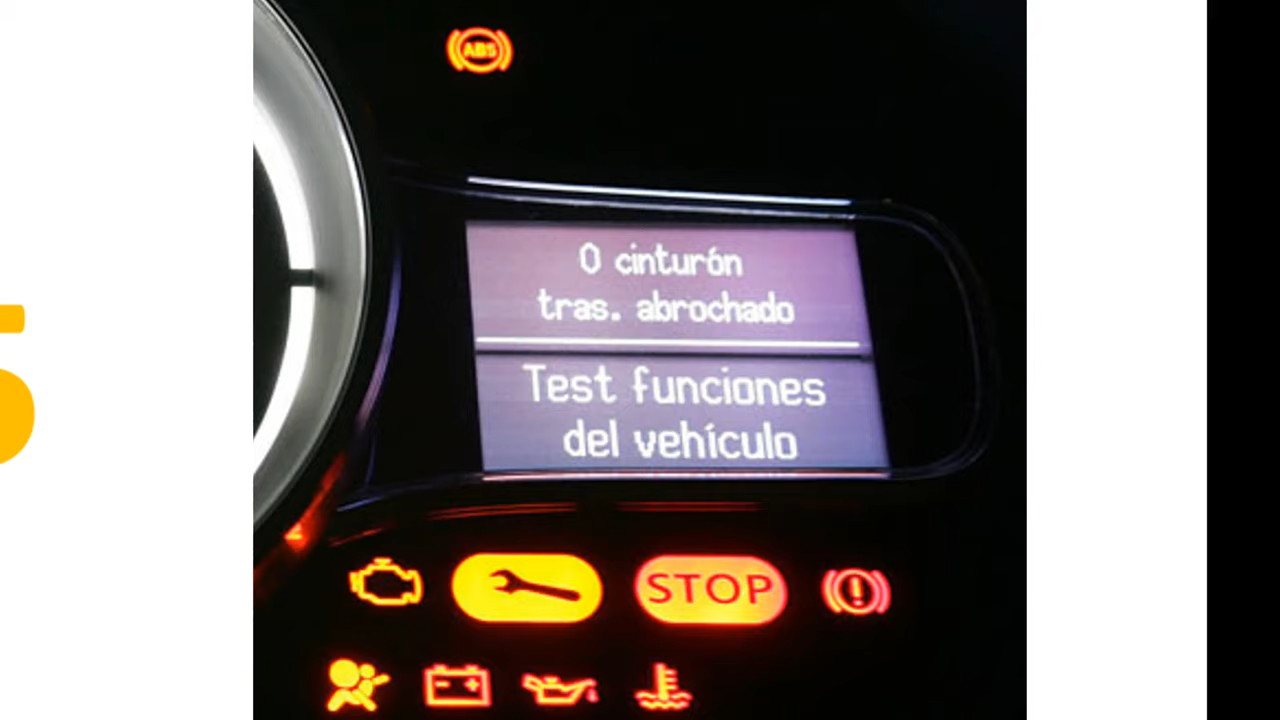 ABS
0 cinturón
tras. abrochado
Test funciones
del vehículo
STOP